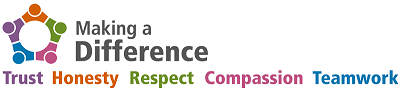 Making a
Difference
Trust Honesty Respect Compassion Teamwork